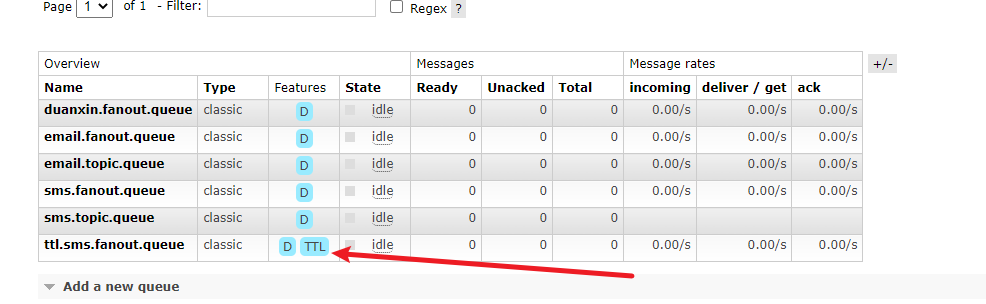 Page 1 of 1 - Filter: Regex ?
Overview Messages Message rates +/-
Name Type Features State Ready Unacked Total incoming deliver / get ack
duanxin.fanout.queue classic D idle 0 0 0 0.00/s 0.00/s 0.00/s
email.fanout.queue classic D idle 0 0 0 0.00/s 0.00/s 0.00/s
email.topic.queue classic D idle 0 0 0 0.00/s 0.00/s 0.00/s
sms.fanout.queue classic D idle 0 0 0 0.00/s 0.00/s 0.00/s
sms.topic.queue classic D idle 0 0 0
ttl.sms.fanout.queue classic D TTL idle 0 0 0 0.00/s 0.00/s 0.00/s
Add a new queue